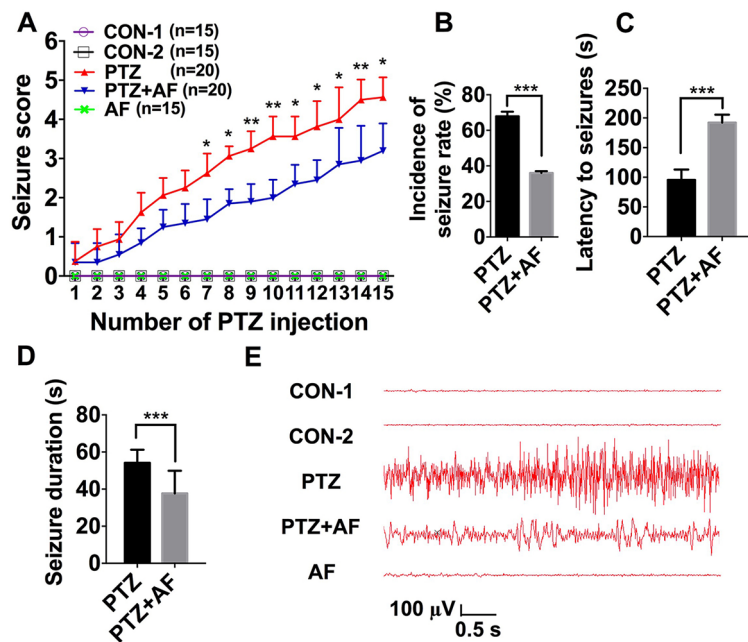 A
CON-1 (n=15)
CON-2 (n=15)
PTZ (n=20)
PTZ+AF (n=20)
AF (n=15)
Seizure score
6
5
4
3
2
1
0
* * ** ** * * * ** *
1 2 3 4 5 6 7 8 9 10 11 12 13 14 15
Number of PTZ injection
B
Incidence of
seizure rate (%)
80
60
40
20
0
***
PTZ
PTZ+AF
C
Latency to seizures (s)
250
200
150
100
50
0
***
PTZ
PTZ+AF
D
Seizure duration (s)
80
60
40
20
0
***
PTZ
PTZ+AF
E
CON-1
CON-2
PTZ
PTZ+AF
AF
100 μV
0.5 s